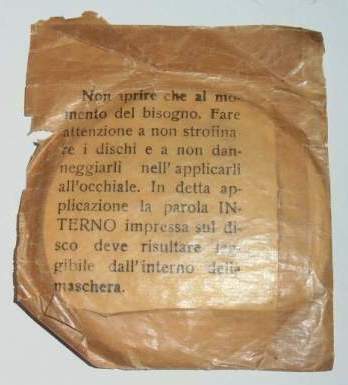 Non aprire che al mo-
mento del bisogno. Fare
attenzione a non strofina-
re i dischi e a non dan-
neggiarli nell'applicarli
all'occhiale. In detta ap-
plicazione la parola IN-
TERNO impressa sul di-
sco deve risultare leg-
gibile dall'interno della
maschera.